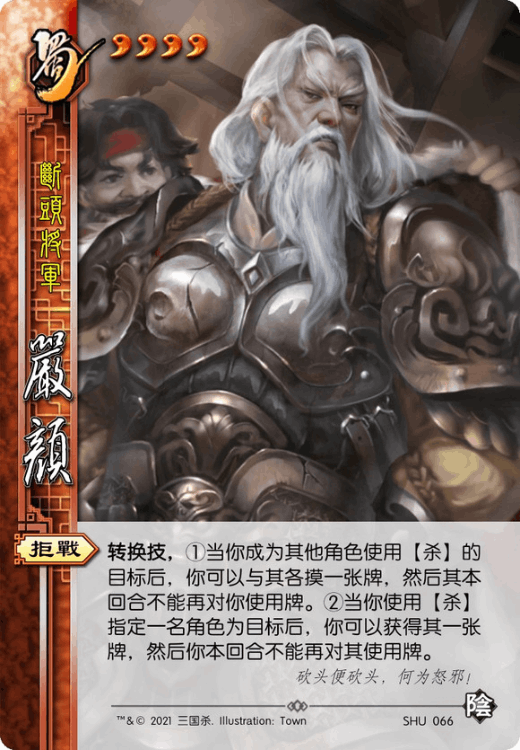 蜀
斷頭將軍
嚴顔
拒戰
转换技，①当你成为其他角色使用【杀】的
目标后，你可以与其各摸一张牌，然后其本
回合不能再对你使用牌。②当你使用【杀】
指定一名角色为目标后，你可以获得其一张
牌，然后你本回合不能再对其使用牌。
砍头便砍头，何为怒邪！
™&© 2021 三国杀. Illustration: Town
SHU 066
陰